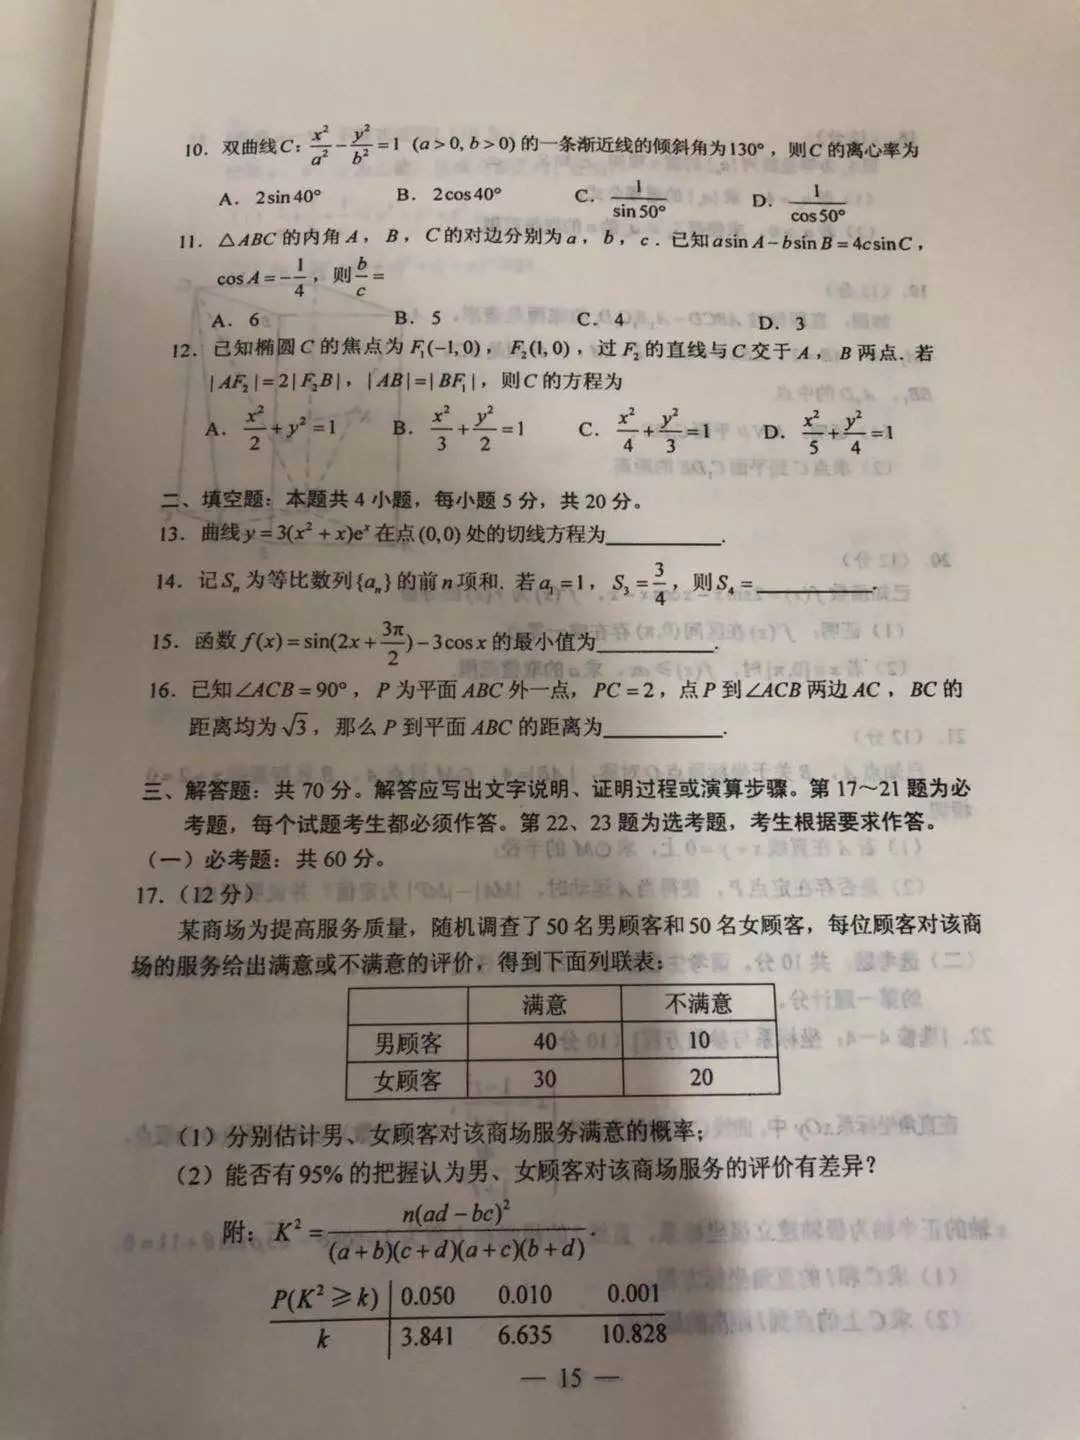 10. 双曲线C: x²/a² - y²/b² = 1 (a > 0, b > 0) 的一条渐近线的倾斜角为130°，则C的离心率为
A. 2sin40° B. 2cos40° C. 1/sin50° D. 1/cos50°
11. △ABC的内角A，B，C的对边分别为a，b，c．已知asinA－bsinB＝4csinC，
cosA = -1/4，则b/c =
A. 6 B. 5 C. 4 D. 3
12. 已知椭圆C的焦点为F₁(−1,0)，F₂(1,0)，过F₂的直线与C交于A，B两点．若
|AF₂|=2|F₂B|，|AB|=|BF₁|，则C的方程为
A. x²/2 + y² = 1 B. x²/3 + y²/2 = 1 C. x²/4 + y²/3 = 1 D. x²/5 + y²/4 = 1
二、填空题：本题共4小题，每小题5分，共20分。
13. 曲线y = 3(x² + x)eˣ在点(0,0)处的切线方程为________．
14. 记Sₙ为等比数列{aₙ}的前n项和. 若a₁=1，S₃ = 3/4，则S₄ = ________．
15. 函数f(x) = sin(2x + 3π/2) − 3cosx的最小值为________．
16. 已知∠ACB = 90°，P为平面ABC外一点，PC = 2，点P到∠ACB两边AC，BC的
距离均为√3，那么P到平面ABC的距离为________．
三、解答题：共70分。解答应写出文字说明、证明过程或演算步骤。第17～21题为必
考题，每个试题考生都必须作答。第22、23题为选考题，考生根据要求作答。
（一）必考题：共60分。
17.（12分）
某商场为提高服务质量，随机调查了50名男顾客和50名女顾客，每位顾客对该商
场的服务给出满意或不满意的评价，得到下面列联表：
满意 不满意
男顾客 40 10
女顾客 30 20
（1）分别估计男、女顾客对该商场服务满意的概率；
（2）能否有95%的把握认为男、女顾客对该商场服务的评价有差异？
附：K² = n(ad − bc)²/((a + b)(c + d)(a + c)(b + d))．
P(K² ≥ k) 0.050 0.010 0.001
k 3.841 6.635 10.828
— 15 —